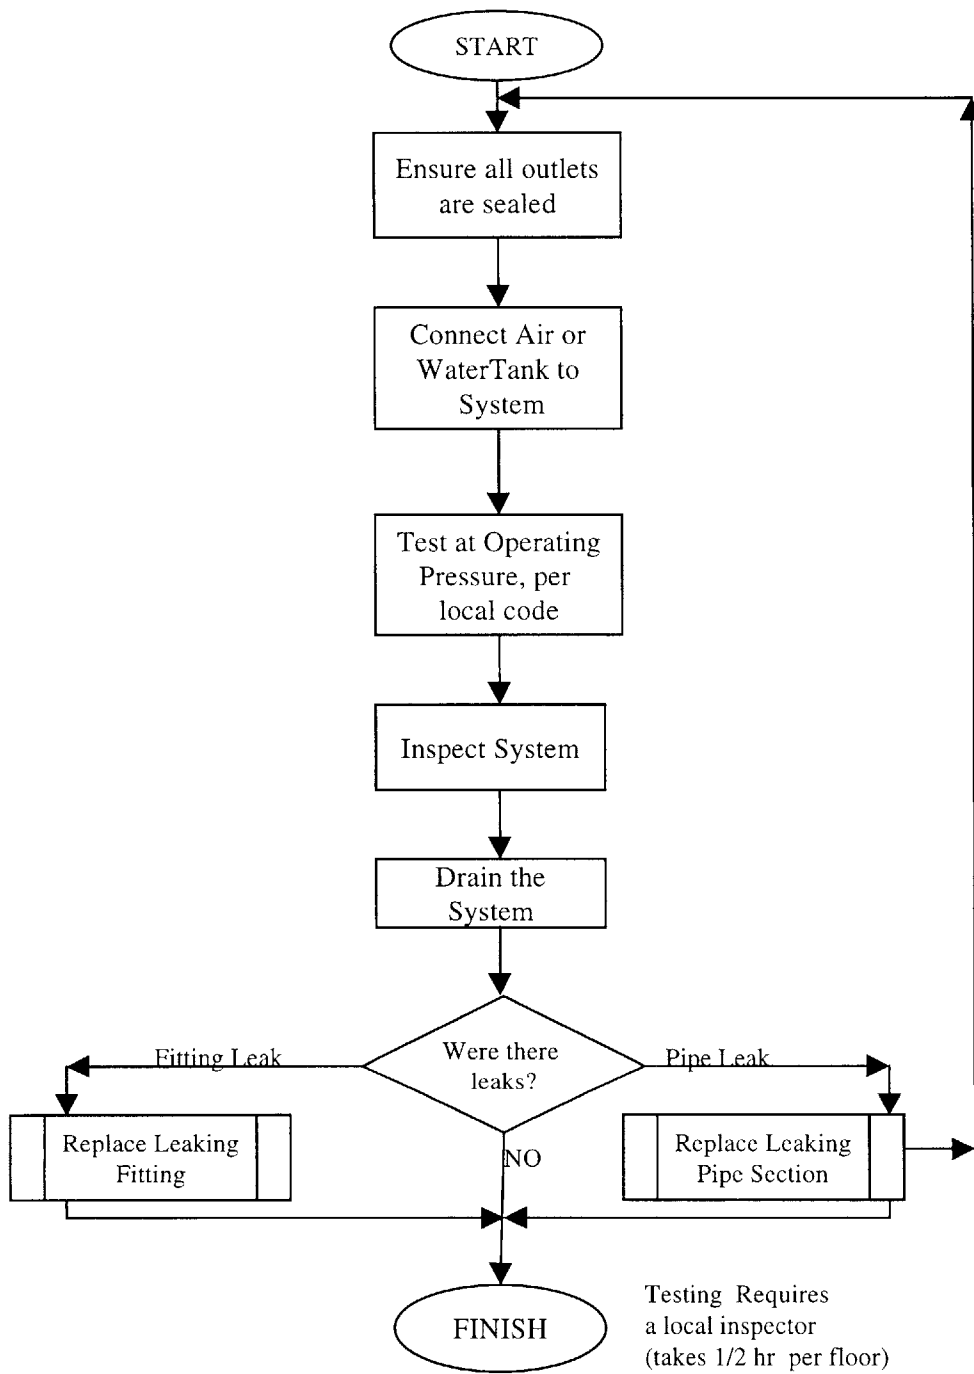 START
Ensure all outlets
are sealed
Connect Air or
WaterTank to
System
Test at Operating
Pressure, per
local code
Inspect System
Drain the
System
Were there
leaks?
Fitting Leak
Pipe Leak
Replace Leaking
Fitting
NO
Replace Leaking
Pipe Section
FINISH
Testing Requires
a local inspector
(takes 1/2 hr per floor)